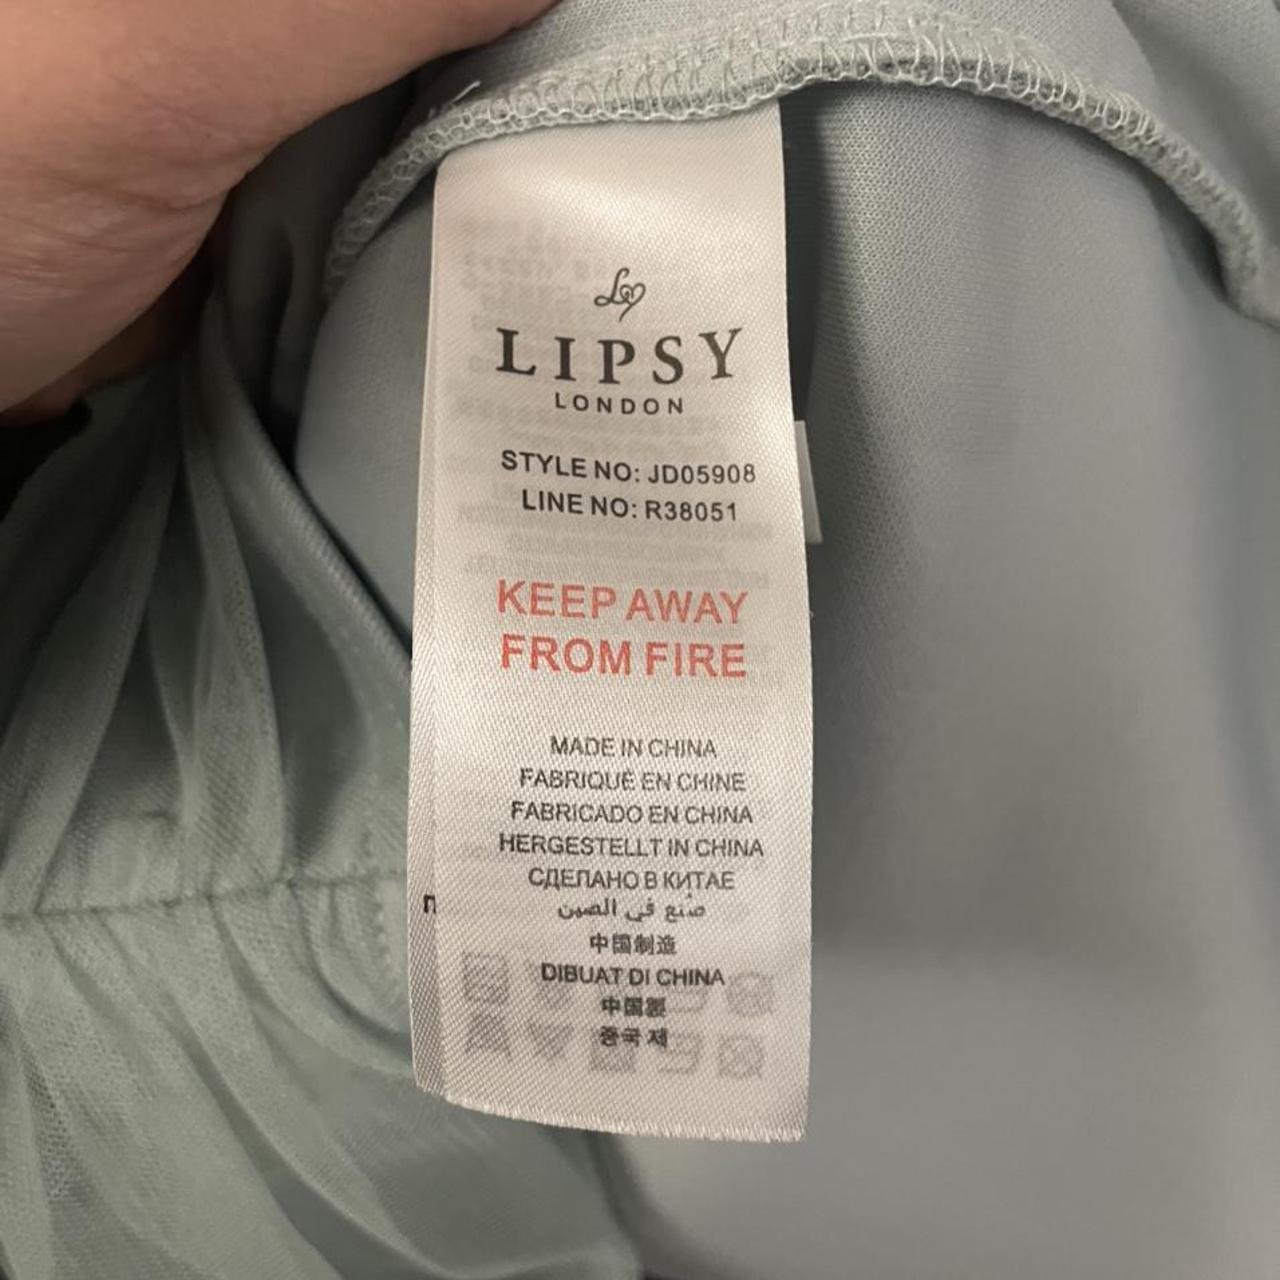 LIPSY
LONDON
STYLE NO: JD05908
LINE NO: R38051
KEEP AWAY
FROM FIRE
MADE IN CHINA
FABRIQUÉ EN CHINE
FABRICADO EN CHINA
HERGESTELLT IN CHINA
СДЕЛАНО В КИТАЕ
صنع في الصين
中国制造
DIBUAT DI CHINA
中国製
중국 제